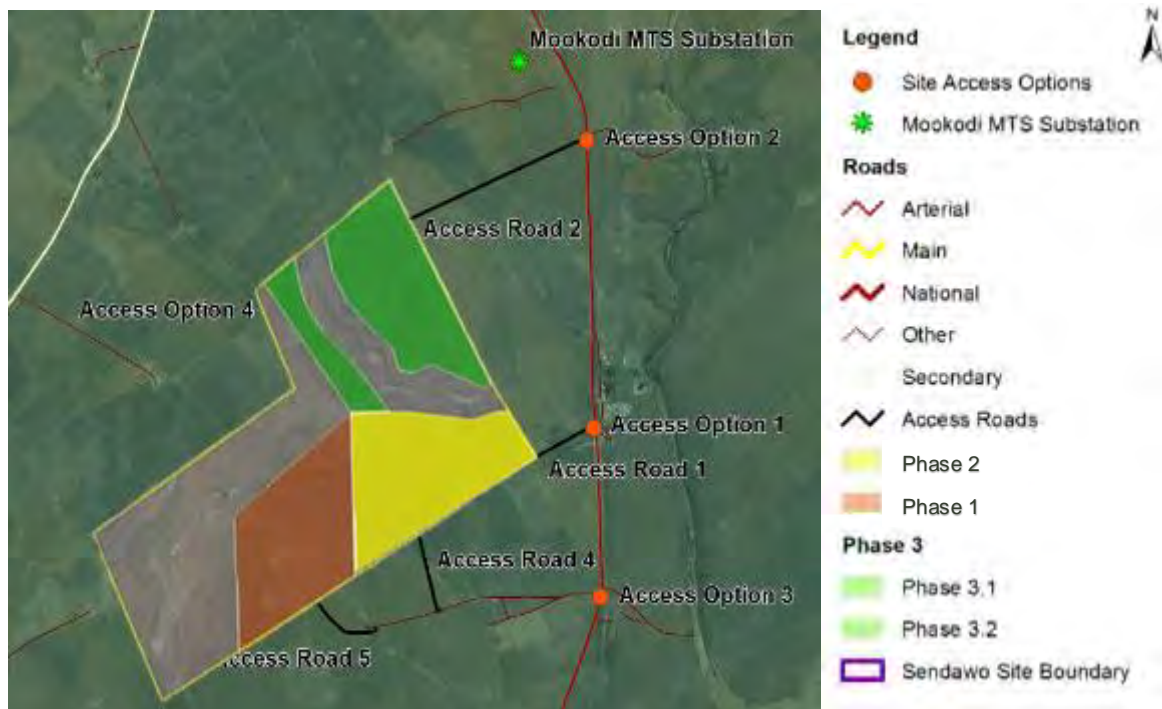 Mookodi MTS Substation
Access Option 2
Access Road 2
Access Option 4
Access Option 1
Access Road 1
Access Road 4
Access Option 3
ccess Road 5
N
Legend
Site Access Options
Mookodi MTS Substation
Roads
Arterial
Main
National
Other
Secondary
Access Roads
Phase 2
Phase 1
Phase 3
Phase 3.1
Phase 3.2
Sendawo Site Boundary